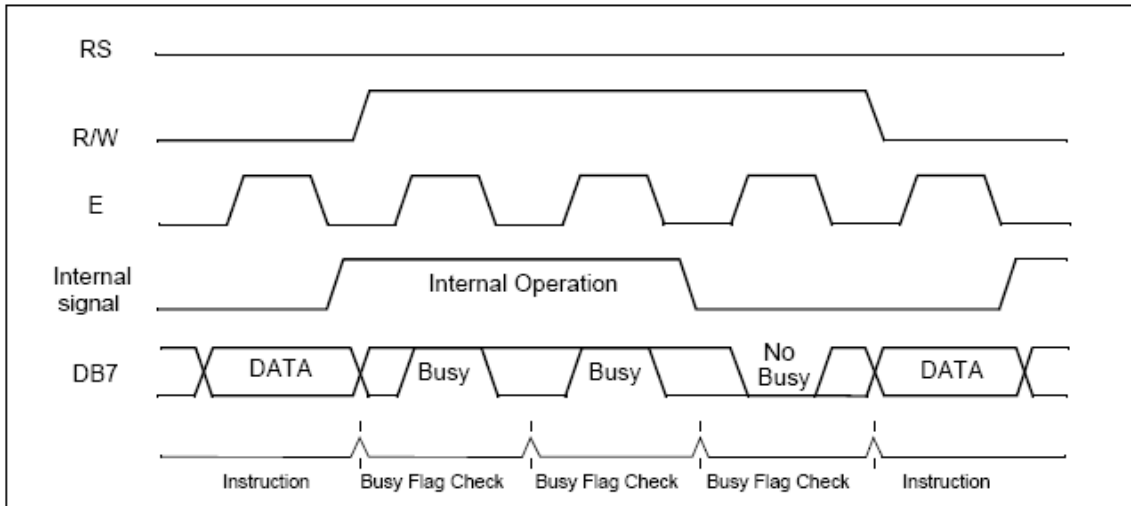 RS
R/W
E
Internal
signal
Internal Operation
DB7
DATA
Busy
Busy
No
Busy
DATA
Instruction
Busy Flag Check
Busy Flag Check
Busy Flag Check
Instruction